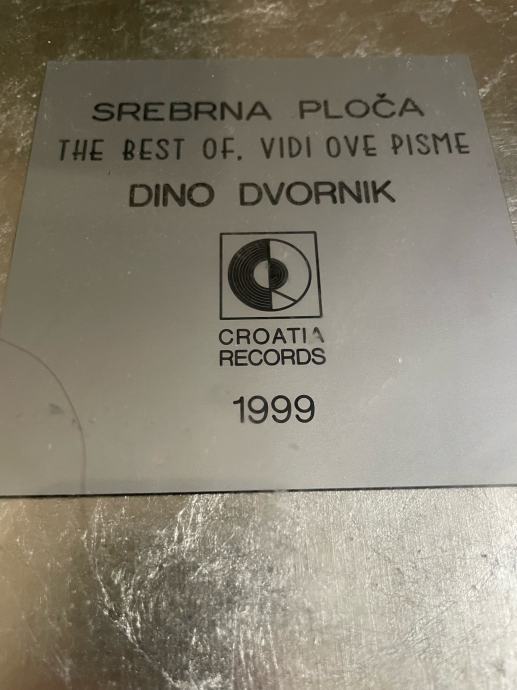 SREBRNA PLOČA
THE BEST OF, VIDI OVE PISME
DINO DVORNIK
CROATIA
RECORDS
1999